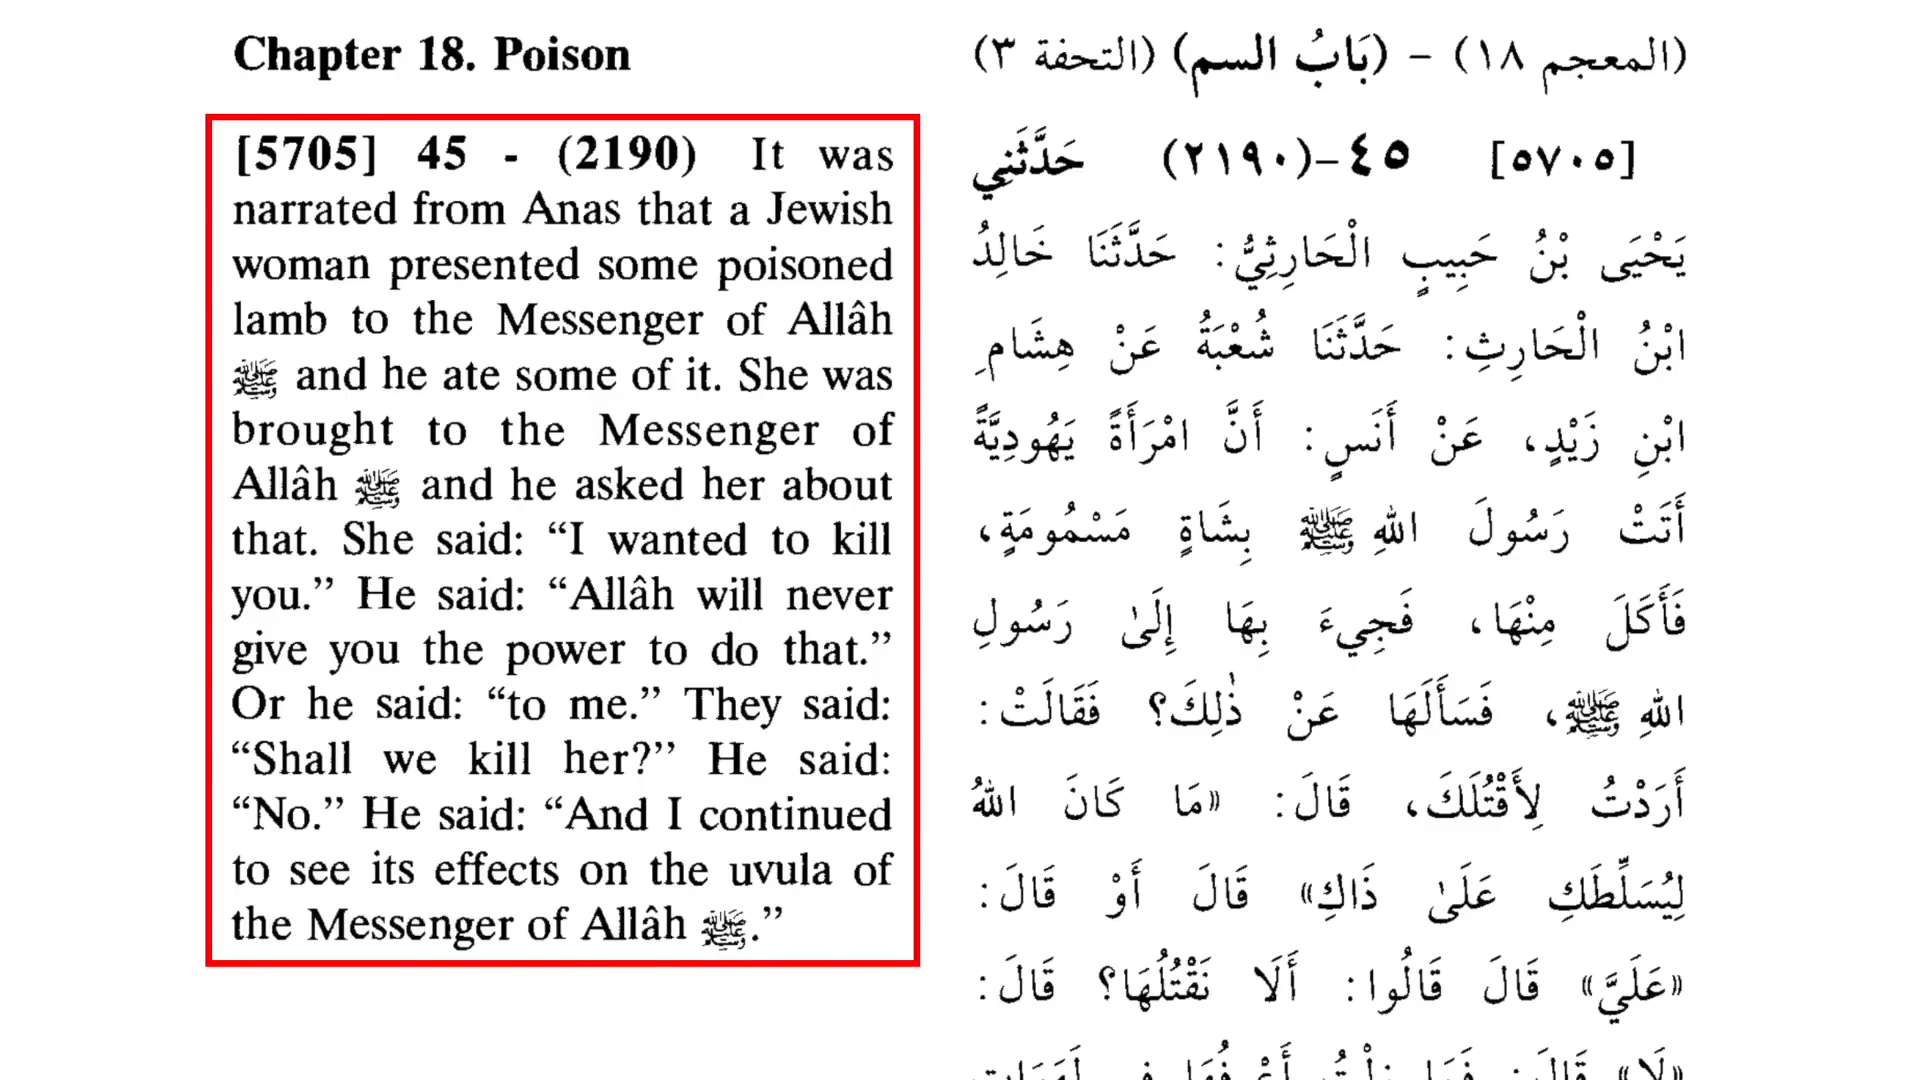 Chapter 18. Poison
[5705] 45 - (2190) It was
narrated from Anas that a Jewish
woman presented some poisoned
lamb to the Messenger of Allâh
ﷺ and he ate some of it. She was
brought to the Messenger of
Allâh ﷺ and he asked her about
that. She said: “I wanted to kill
you.” He said: “Allâh will never
give you the power to do that.”
Or he said: “to me.” They said:
“Shall we kill her?” He said:
“No.” He said: “And I continued
to see its effects on the uvula of
the Messenger of Allâh ﷺ.”
(المعجم ١٨) - (بَابُ السم) (التحفة ٣)
[٥٧٠٥] ٤٥-(٢١٩٠) حَدَّثَنِي
يَحْيَى بْنُ حَبِيبٍ الْحَارِثِيُّ: حَدَّثَنَا خَالِدُ
ابْنُ الْحَارِثِ: حَدَّثَنَا شُعْبَةُ عَنْ هِشَامِ
ابْنِ زَيْدٍ، عَنْ أَنَسٍ: أَنَّ امْرَأَةً يَهُودِيَّةً
أَتَتْ رَسُولَ اللهِ ﷺ بِشَاةٍ مَسْمُومَةٍ،
فَأَكَلَ مِنْهَا، فَجِيءَ بِهَا إِلَىٰ رَسُولِ
اللهِ ﷺ، فَسَأَلَهَا عَنْ ذٰلِكَ؟ فَقَالَتْ:
أَرَدْتُ لِأَقْتُلَكَ، قَالَ: «مَا كَانَ اللهُ
لِيُسَلِّطَكِ عَلَىٰ ذَاكِ» قَالَ أَوْ قَالَ:
«عَلَيَّ» قَالَ قَالُوا: أَلَا نَقْتُلُهَا؟ قَالَ:
«لَا» قَالَ: